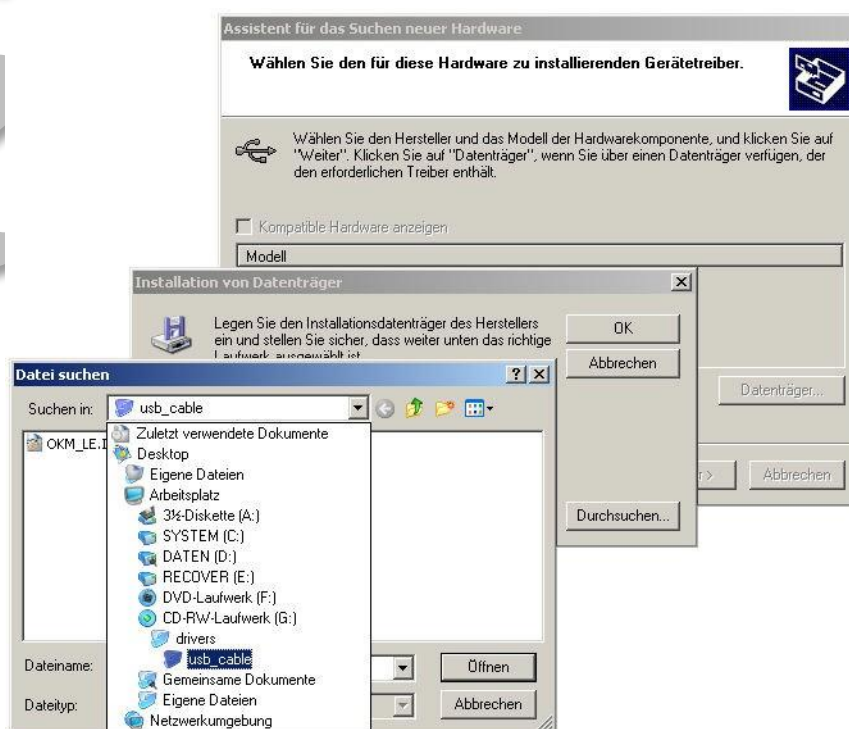 Assistent für das Suchen neuer Hardware
Wählen Sie den für diese Hardware zu installierenden Gerätetreiber.
Wählen Sie den Hersteller und das Modell der Hardwarekomponente, und klicken Sie auf
"Weiter". Klicken Sie auf "Datenträger", wenn Sie über einen Datenträger verfügen, der
den erforderlichen Treiber enthält.
Kompatible Hardware anzeigen
Modell
Datenträger...
Abbrechen
Installation von Datenträger
Legen Sie den Installationsdatenträger des Herstellers
ein und stellen Sie sicher, dass weiter unten das richtige
Laufwerk ausgewählt ist.
OK
Abbrechen
Durchsuchen...
Datei suchen
Suchen in: usb_cable
OKM_LE.I
Zuletzt verwendete Dokumente
Desktop
Eigene Dateien
Arbeitsplatz
3½-Diskette (A:)
SYSTEM (C:)
DATEN (D:)
RECOVER (E:)
DVD-Laufwerk (F:)
CD-RW-Laufwerk (G:)
drivers
usb_cable
Gemeinsame Dokumente
Eigene Dateien
Netzwerkumgebung
Dateiname:
Öffnen
Dateityp:
Abbrechen